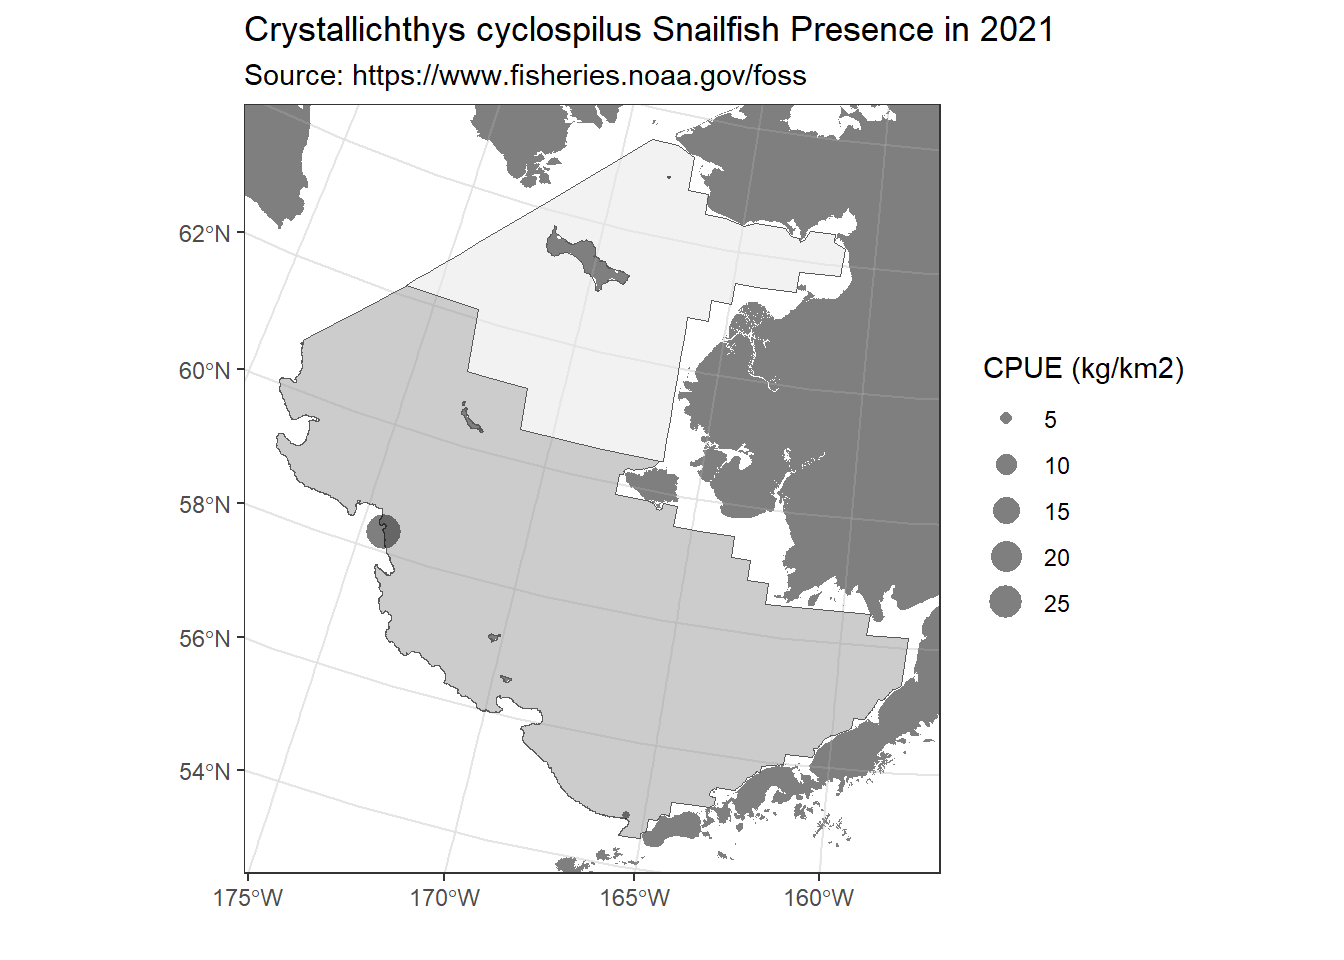 Crystallichthys cyclospilus Snailfish Presence in 2021
Source: https://www.fisheries.noaa.gov/foss
62°N
60°N
58°N
56°N
54°N
175°W
170°W
165°W
160°W
CPUE (kg/km2)
5
10
15
20
25